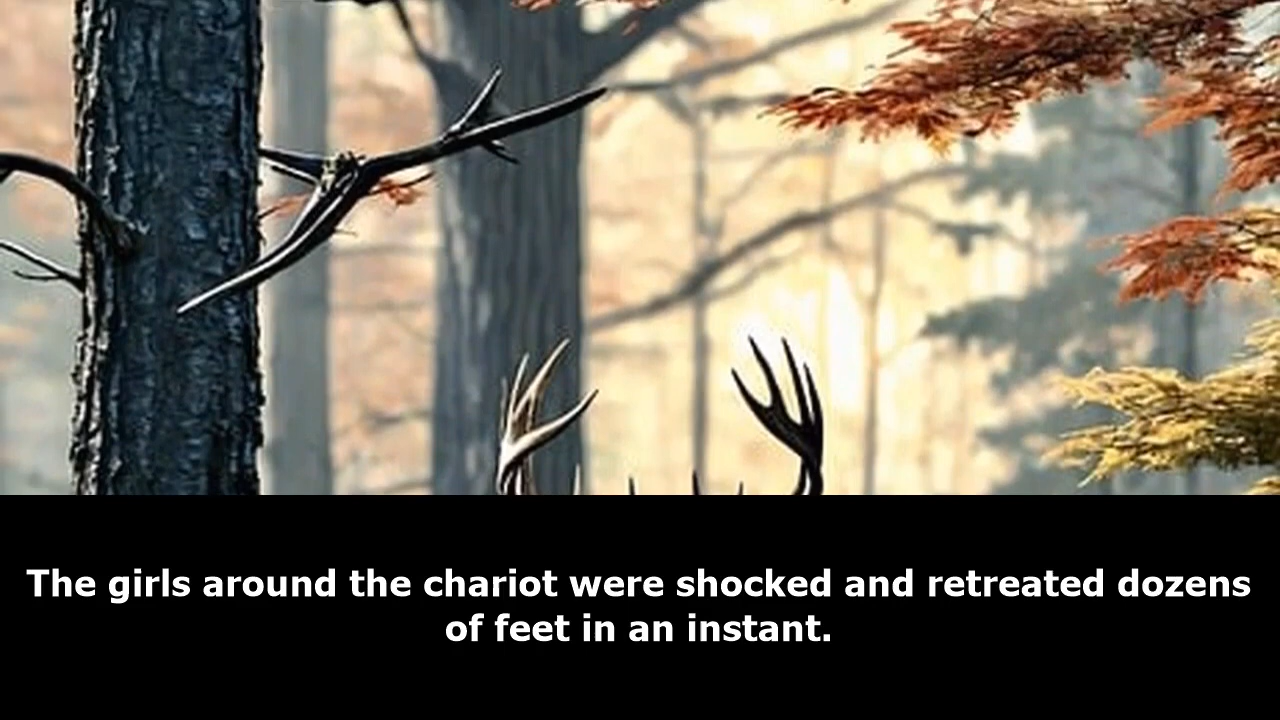 The girls around the chariot were shocked and retreated dozens
of feet in an instant.